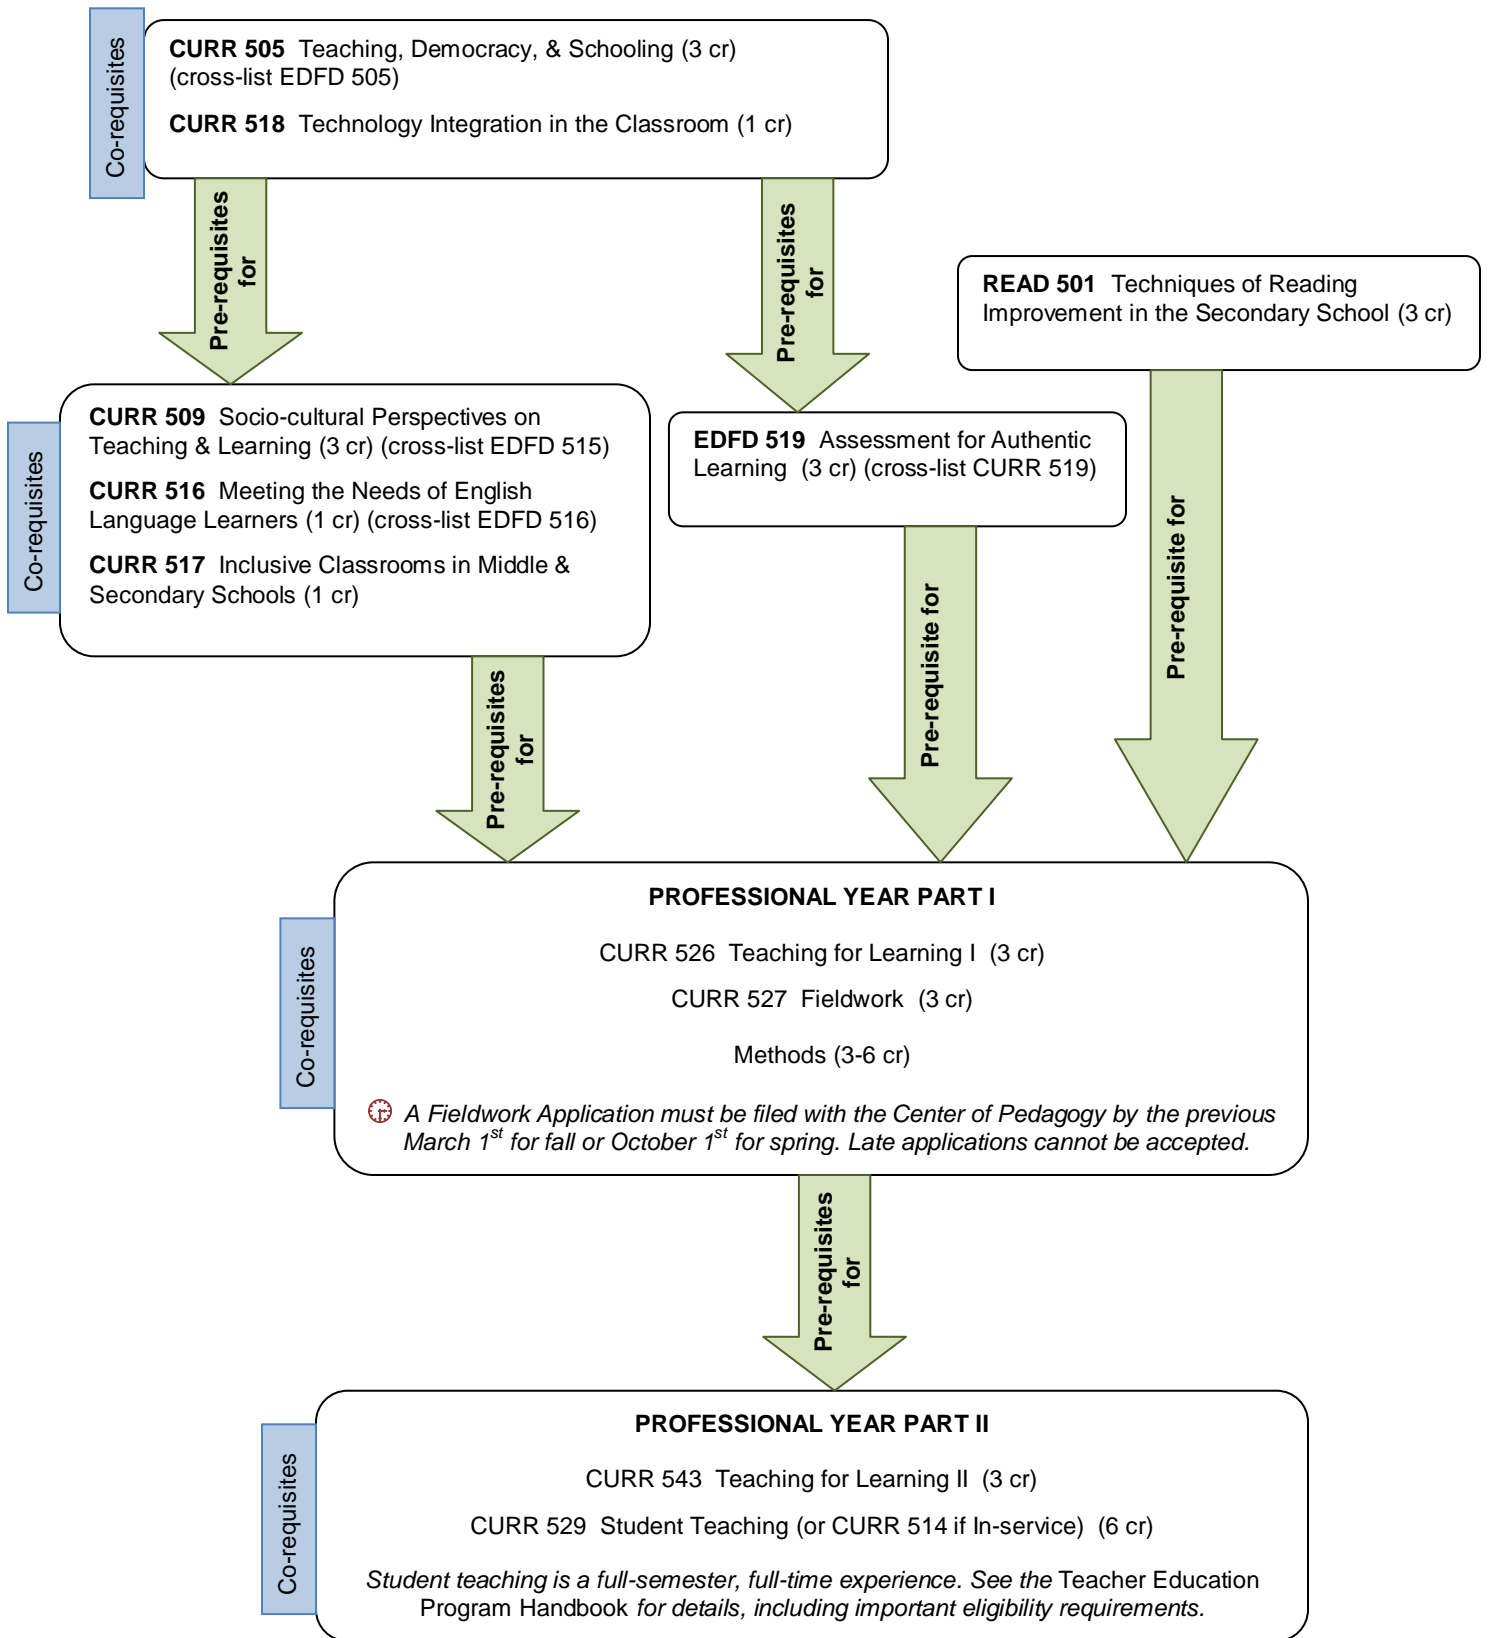 Co-requisites
CURR 505 Teaching, Democracy, & Schooling (3 cr)
(cross-list EDFD 505)
CURR 518 Technology Integration in the Classroom (1 cr)
Pre-requisites
for
Pre-requisites
for
READ 501 Techniques of Reading
Improvement in the Secondary School (3 cr)
Co-requisites
CURR 509 Socio-cultural Perspectives on
Teaching & Learning (3 cr) (cross-list EDFD 515)
CURR 516 Meeting the Needs of English
Language Learners (1 cr) (cross-list EDFD 516)
CURR 517 Inclusive Classrooms in Middle &
Secondary Schools (1 cr)
EDFD 519 Assessment for Authentic
Learning (3 cr) (cross-list CURR 519)
Pre-requisites
for
Pre-requisite for
Pre-requisite for
Co-requisites
PROFESSIONAL YEAR PART I
CURR 526 Teaching for Learning I (3 cr)
CURR 527 Fieldwork (3 cr)
Methods (3-6 cr)
A Fieldwork Application must be filed with the Center of Pedagogy by the previous
March 1st for fall or October 1st for spring. Late applications cannot be accepted.
Pre-requisites
for
Co-requisites
PROFESSIONAL YEAR PART II
CURR 543 Teaching for Learning II (3 cr)
CURR 529 Student Teaching (or CURR 514 if In-service) (6 cr)
Student teaching is a full-semester, full-time experience. See the Teacher Education
Program Handbook for details, including important eligibility requirements.